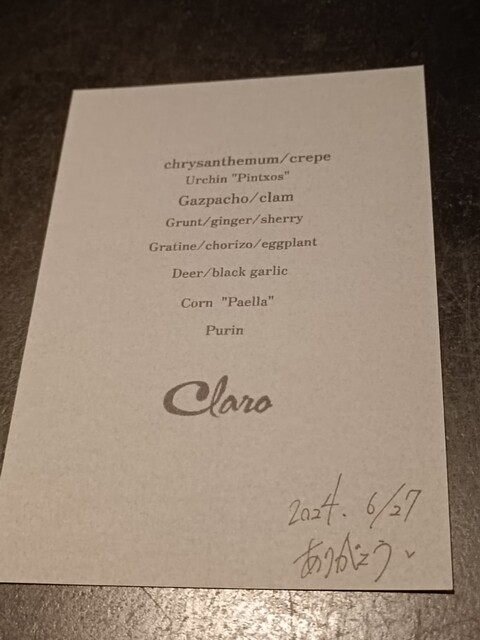 chrysanthemum/crepe
Urchin "Pintxos"
Gazpacho/clam
Grunt/ginger/sherry
Gratine/chorizo/eggplant
Deer/black garlic
Corn "Paella"
Purin
Claro
2024. 6/27
ありがとう